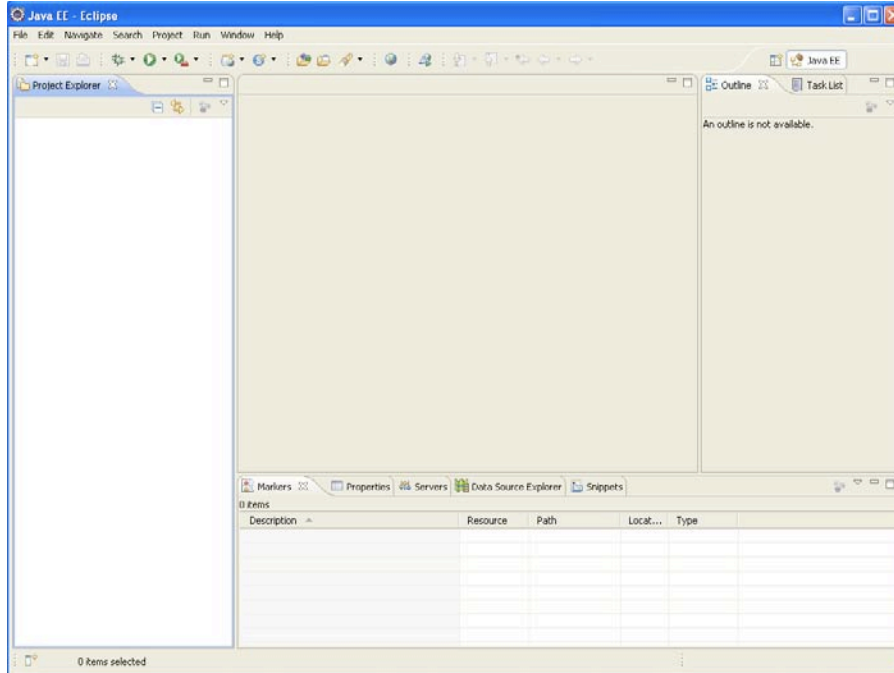 Java EE - Eclipse
File Edit Navigate Search Project Run Window Help
Java EE
Project Explorer
Outline Task List
An outline is not available.
Markers Properties Servers Data Source Explorer Snippets
0 items
Description Resource Path Locat... Type
0 items selected